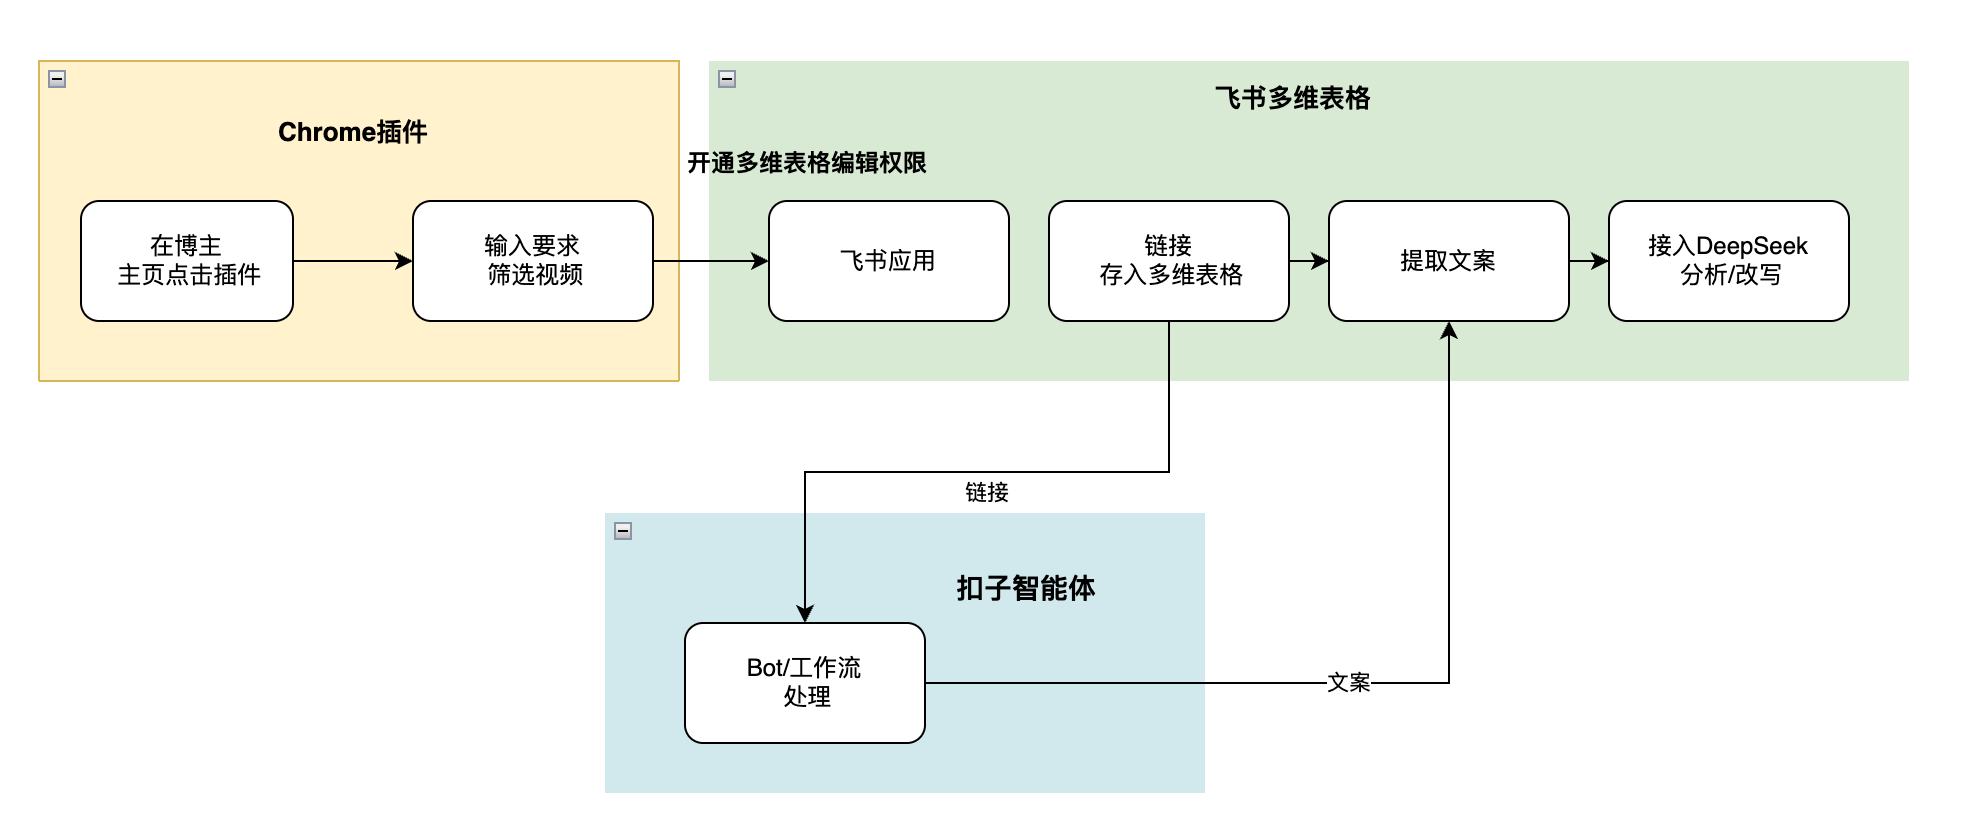 Chrome插件
在博主
主页点击插件
输入要求
筛选视频
飞书多维表格
开通多维表格编辑权限
飞书应用
链接
存入多维表格
提取文案
接入DeepSeek
分析/改写
链接
扣子智能体
Bot/工作流
处理
文案